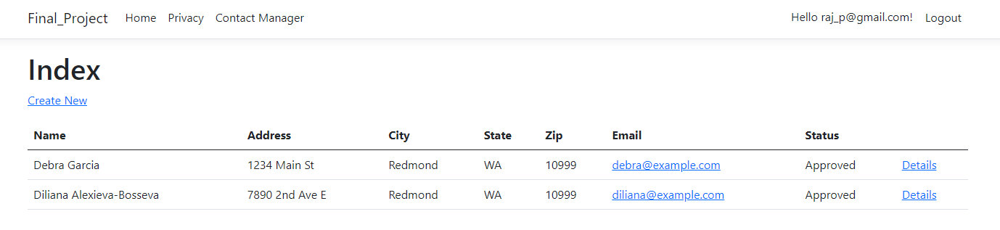 Final_Project Home Privacy Contact Manager Hello raj_p@gmail.com! Logout
Index
Create New
Name Address City State Zip Email Status
Debra Garcia 1234 Main St Redmond WA 10999 debra@example.com Approved Details
Diliana Alexieva-Bosseva 7890 2nd Ave E Redmond WA 10999 diliana@example.com Approved Details